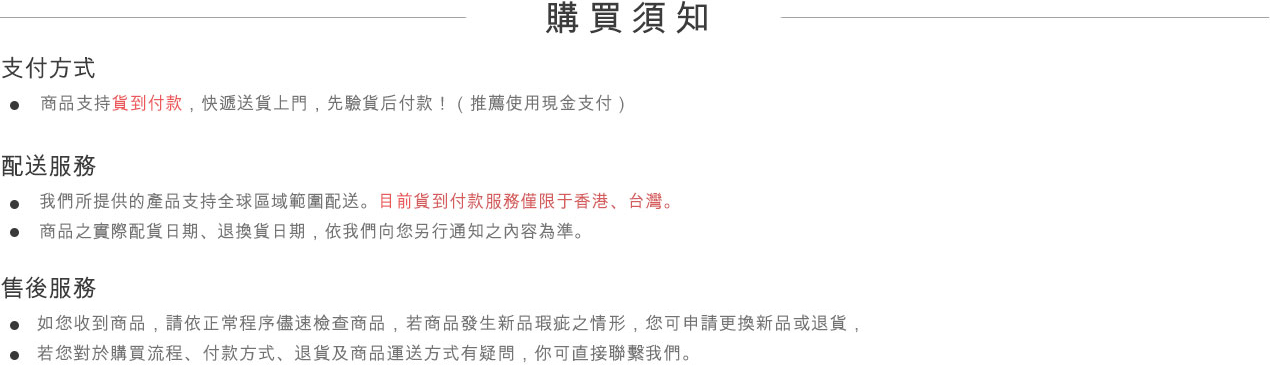 購買須知
支付方式
● 商品支持貨到付款，快遞送貨上門，先驗貨后付款！（推薦使用現金支付）
配送服務
● 我們所提供的產品支持全球區域範圍配送。目前貨到付款服務僅限于香港、台灣。
● 商品之實際配貨日期、退換貨日期，依我們向您另行通知之內容為準。
售後服務
● 如您收到商品，請依正常程序儘速檢查商品，若商品發生新品瑕疵之情形，您可申請更換新品或退貨，
● 若您對於購買流程、付款方式、退貨及商品運送方式有疑問，你可直接聯繫我們。